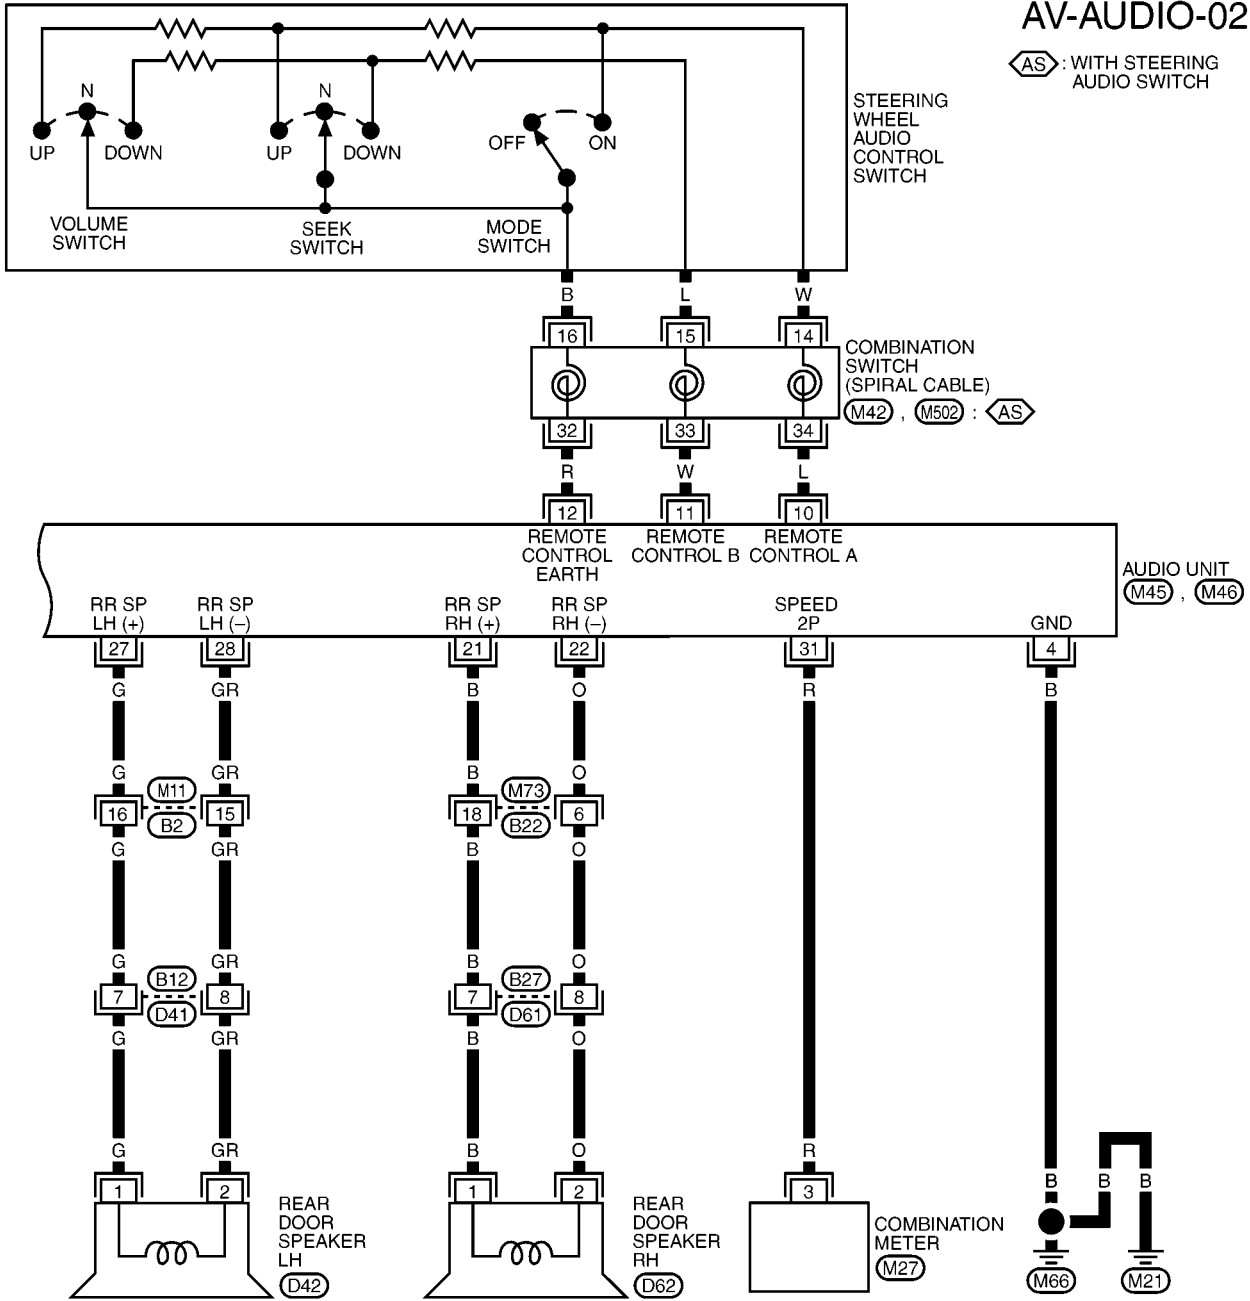 AV-AUDIO-02
AS : WITH STEERING
AUDIO SWITCH
N
UP DOWN
VOLUME
SWITCH
N
UP DOWN
SEEK
SWITCH
OFF ON
MODE
SWITCH
STEERING
WHEEL
AUDIO
CONTROL
SWITCH
B L W
16 15 14
COMBINATION
SWITCH
(SPIRAL CABLE)
M42 , M502 : AS
32 33 34
R W L
12 11 10
REMOTE
CONTROL
EARTH
REMOTE
CONTROL B
REMOTE
CONTROL A
AUDIO UNIT
M45 , M46
RR SP
LH (+)
RR SP
LH (–)
RR SP
RH (+)
RR SP
RH (–)
SPEED
2P
GND
27 28 21 22 31 4
G GR B O R B
G GR B O
M11 M73
16 15 18 6
B2 B22
G GR B O
G GR B O
B12 B27
7 8 7 8
D41 D61
G GR B O
G GR B O R
B B B
1 2 1 2 3
REAR
DOOR
SPEAKER
LH
D42
REAR
DOOR
SPEAKER
RH
D62
COMBINATION
METER
M27
M66 M21